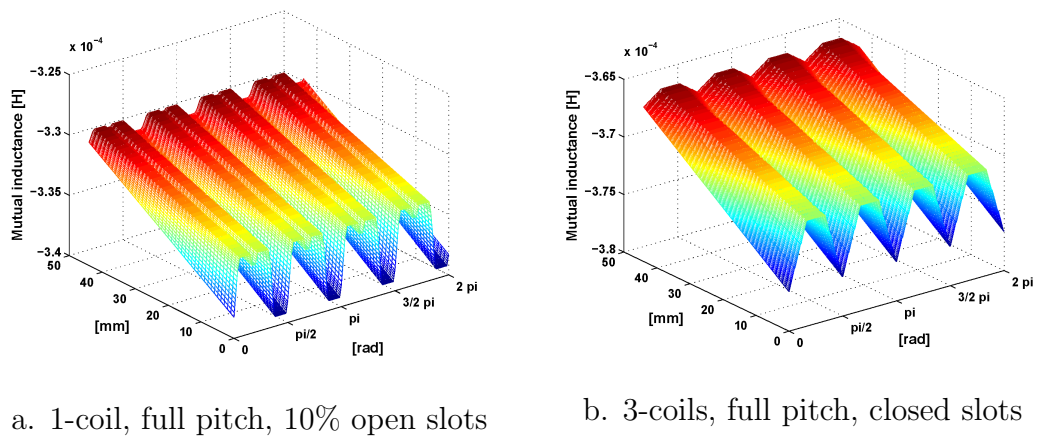 x 10⁻⁴
−3.25
−3.3
−3.35
−3.4
Mutual inductance [H]
50
40
30
20
10
0
[mm]
0
pi/2
pi
3/2 pi
2 pi
[rad]
x 10⁻⁴
−3.65
−3.7
−3.75
−3.8
Mutual inductance [H]
50
40
30
20
10
0
[mm]
0
pi/2
pi
3/2 pi
2 pi
[rad]
a. 1-coil, full pitch, 10% open slots
b. 3-coils, full pitch, closed slots